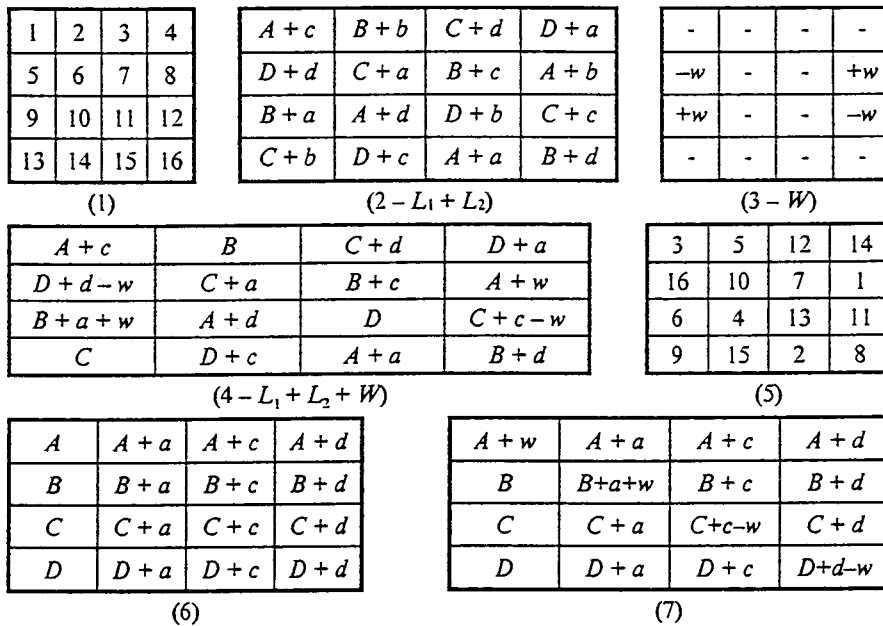 1 2 3 4 A + c B + b C + d D + a - - - -
5 6 7 8 D + d C + a B + c A + b –w - - +w
9 10 11 12 B + a A + d D + b C + c +w - - –w
13 14 15 16 C + b D + c A + a B + d - - - -
(1) (2 – L₁ + L₂) (3 – W)
A + c B C + d D + a 3 5 12 14
D + d – w C + a B + c A + w 16 10 7 1
B + a + w A + d D C + c – w 6 4 13 11
C D + c A + a B + d 9 15 2 8
(4 – L₁ + L₂ + W) (5)
A A + a A + c A + d A + w A + a A + c A + d
B B + a B + c B + d B B+a+w B + c B + d
C C + a C + c C + d C C + a C+c–w C + d
D D + a D + c D + d D D + a D + c D+d–w
(6) (7)